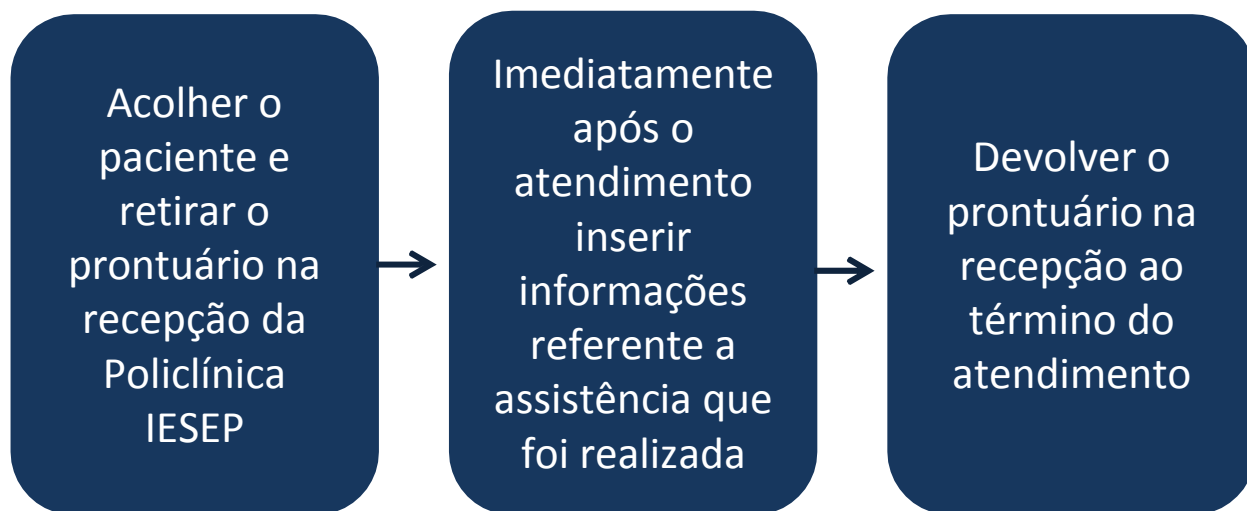 Acolher o
paciente e
retirar o
prontuário na
recepção da
Policlínica
IESEP
Imediatamente
após o
atendimento
inserir
informações
referente a
assistência que
foi realizada
Devolver o
prontuário na
recepção ao
término do
atendimento